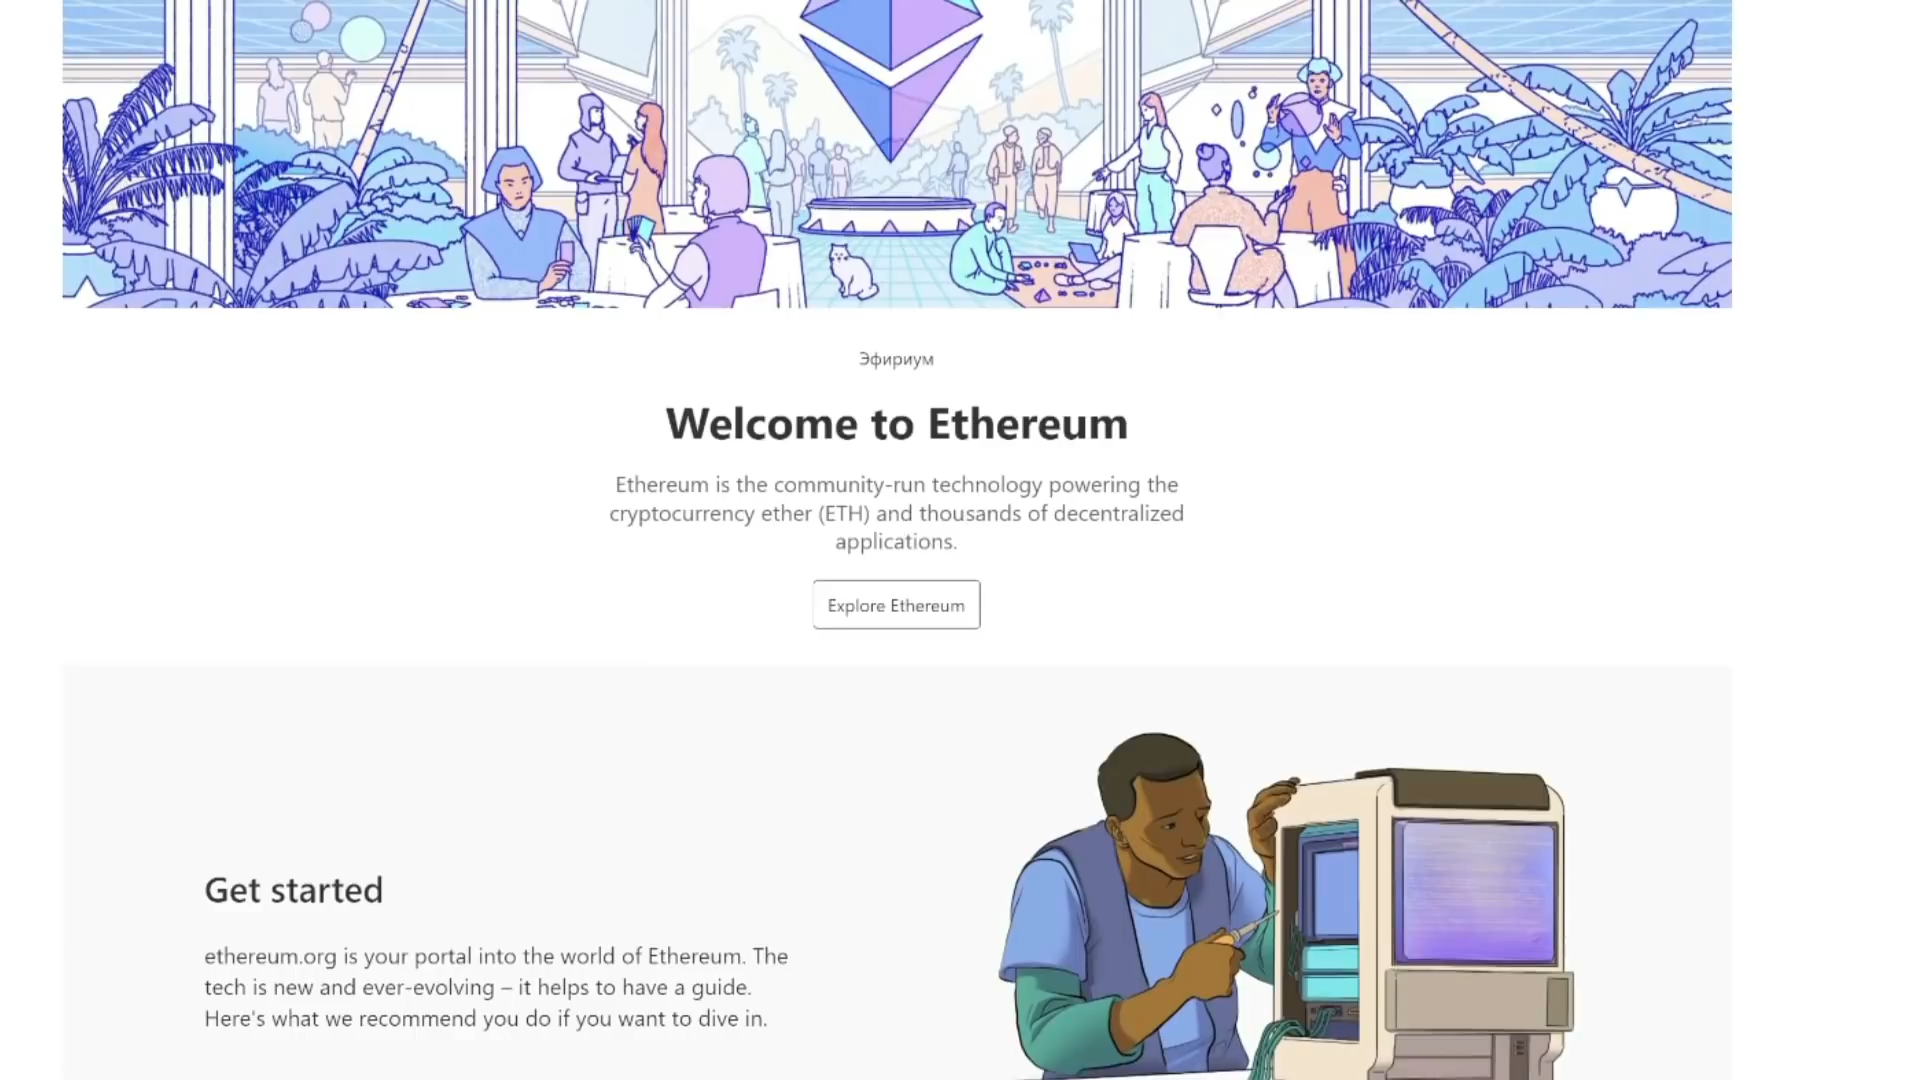 Эфириум
Welcome to Ethereum
Ethereum is the community-run technology powering the
cryptocurrency ether (ETH) and thousands of decentralized
applications.
Explore Ethereum
Get started
ethereum.org is your portal into the world of Ethereum. The
tech is new and ever-evolving – it helps to have a guide.
Here's what we recommend you do if you want to dive in.